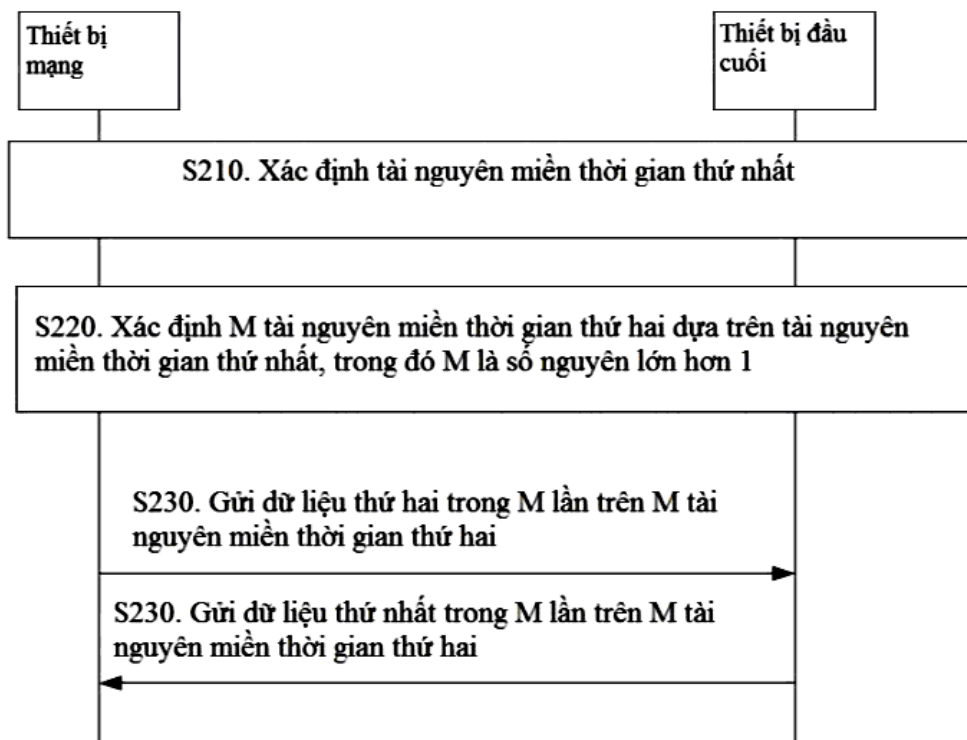 Thiết bị
mạng
Thiết bị đầu
cuối
S210. Xác định tài nguyên miền thời gian thứ nhất
S220. Xác định M tài nguyên miền thời gian thứ hai dựa trên tài nguyên
miền thời gian thứ nhất, trong đó M là số nguyên lớn hơn 1
S230. Gửi dữ liệu thứ hai trong M lần trên M tài
nguyên miền thời gian thứ hai
S230. Gửi dữ liệu thứ nhất trong M lần trên M tài
nguyên miền thời gian thứ hai